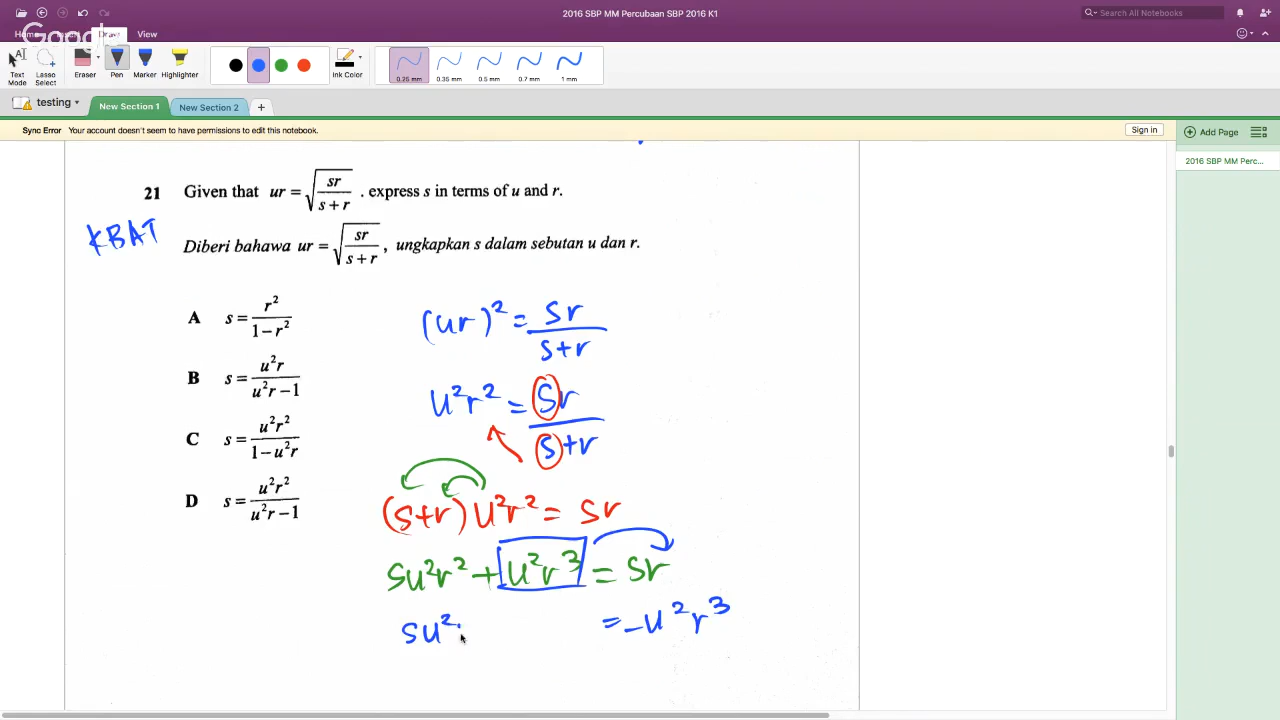 2016 SBP MM Percubaan SBP 2016 K1
Search All Notebooks
Home Insert Draw View
Text Mode
Lasso Select
Eraser
Pen
Marker
Highlighter
Ink Color
0.25 mm
0.35 mm
0.5 mm
0.7 mm
1 mm
testing
New Section 1
New Section 2
+
Sync Error Your account doesn't seem to have permissions to edit this notebook.
Sign in
Add Page
2016 SBP MM Perc...
21 Given that ur = √(sr/(s + r)) . express s in terms of u and r.
KBAT
Diberi bahawa ur = √(sr/(s + r)) , ungkapkan s dalam sebutan u dan r.
A s = r²/(1 − r²)
B s = u²r/(u²r − 1)
C s = u²r²/(1 − u²r)
D s = u²r²/(u²r − 1)
(ur)² = sr/(s+r)
u²r² = sr/(s+r)
(s+r)u²r² = sr
su²r² + u²r³ = sr
su² = −u²r³